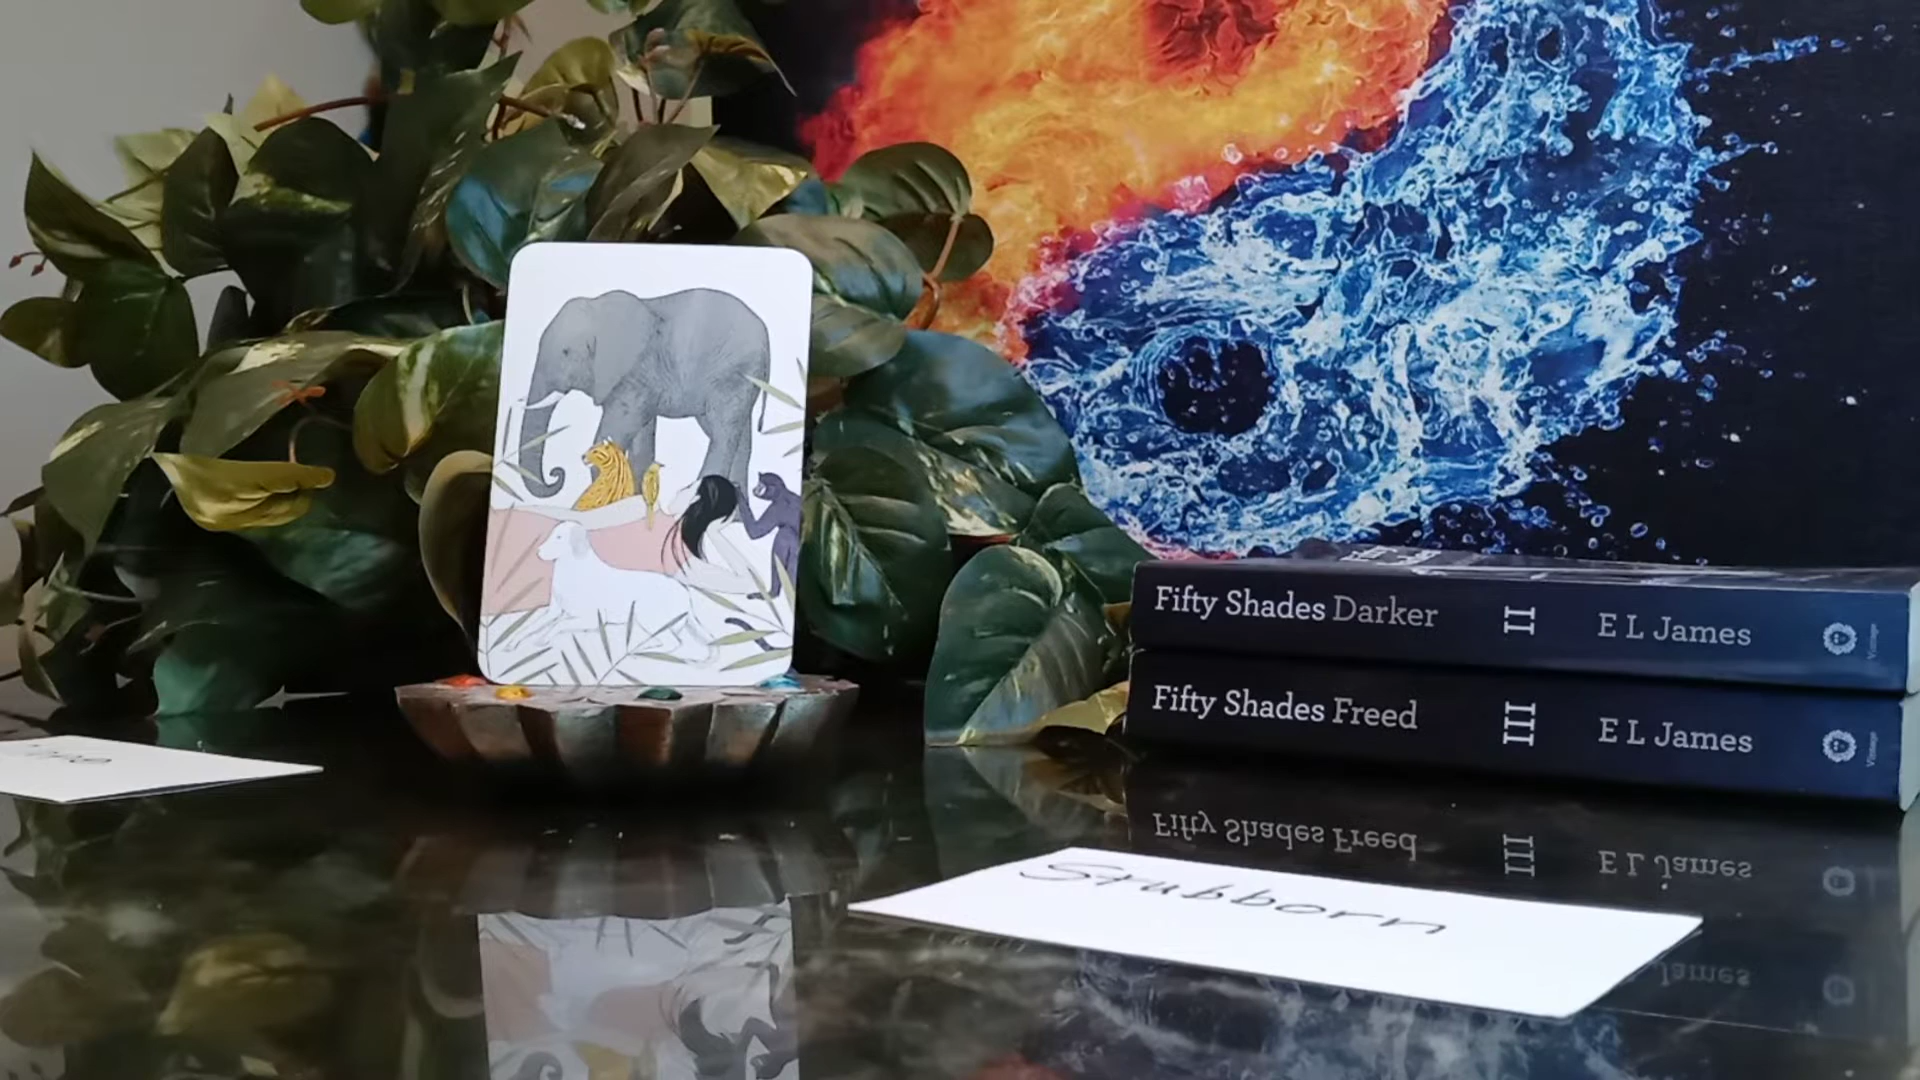 Fifty Shades Darker II E L James
Fifty Shades Freed III E L James
Stubborn